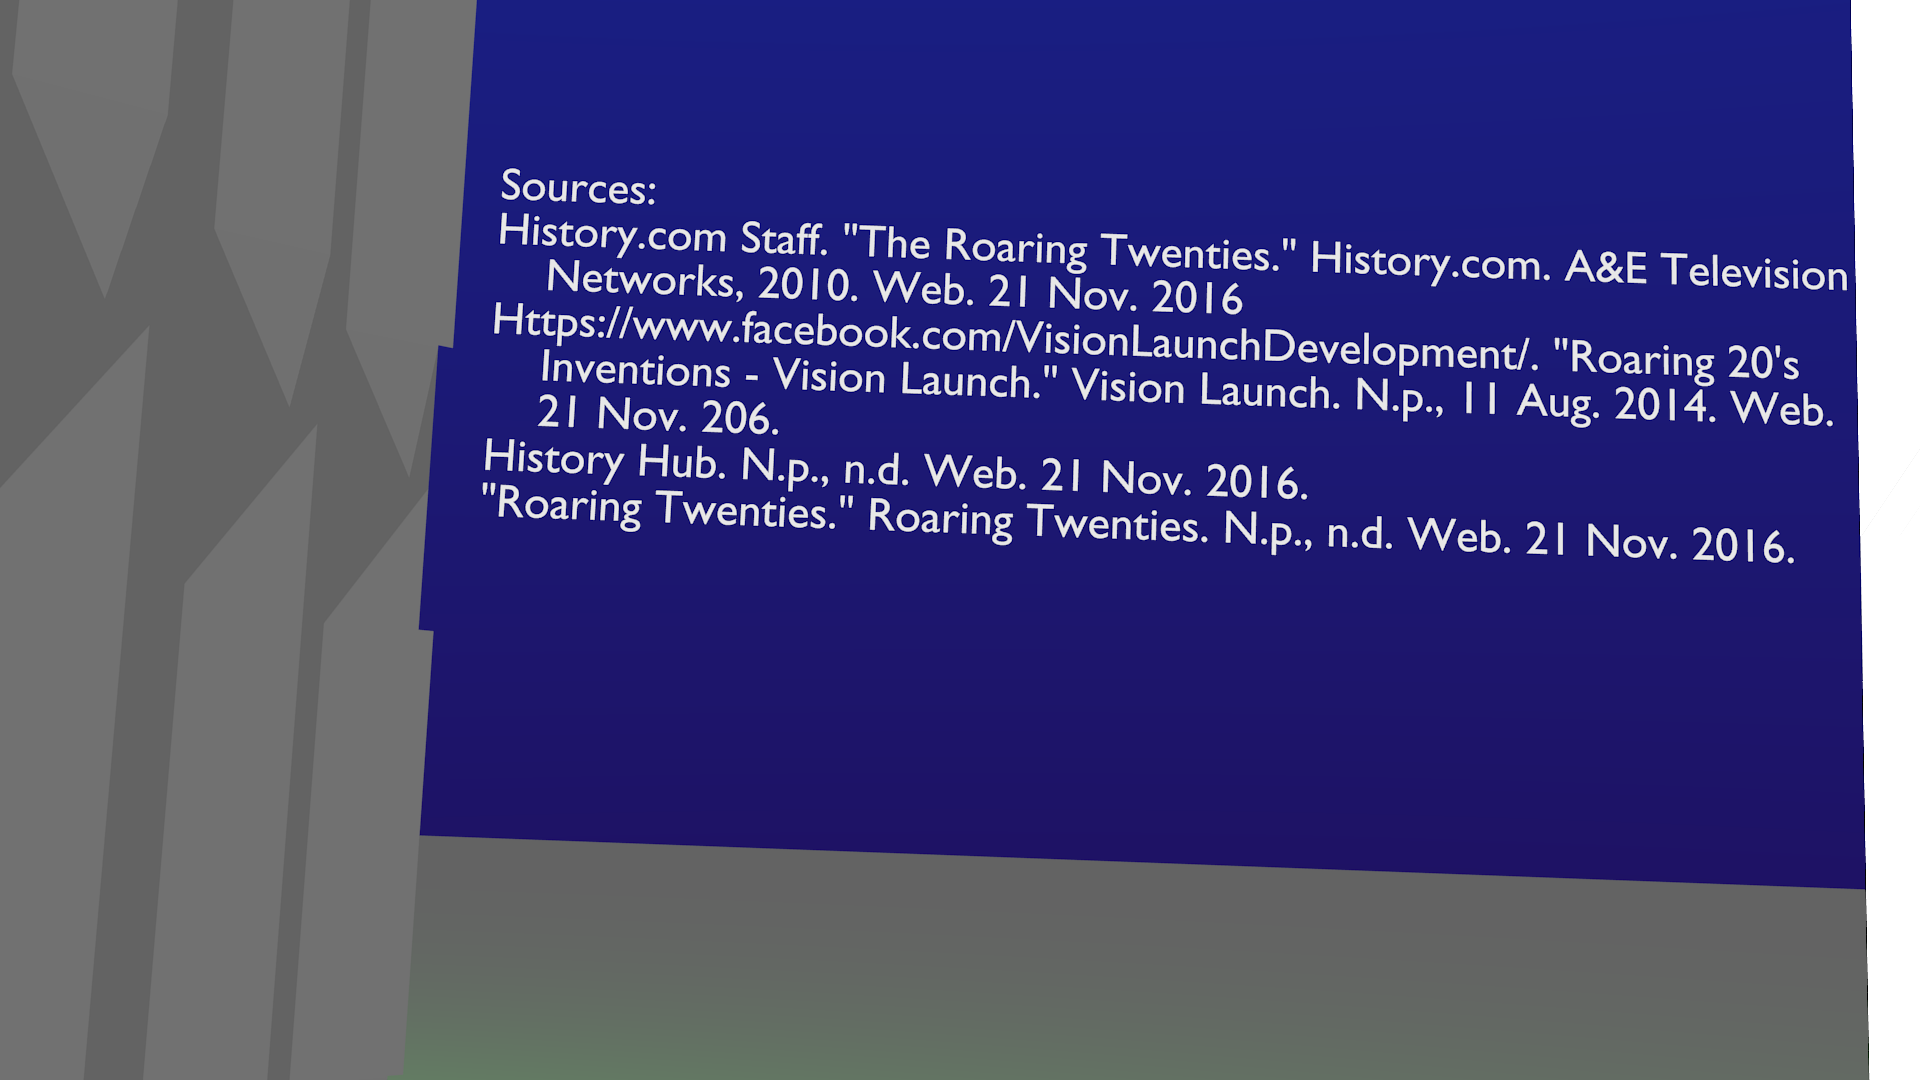 Sources:
History.com Staff. "The Roaring Twenties." History.com. A&E Television
Networks, 2010. Web. 21 Nov. 2016
Https://www.facebook.com/VisionLaunchDevelopment/. "Roaring 20's
Inventions - Vision Launch." Vision Launch. N.p., 11 Aug. 2014. Web.
21 Nov. 206.
History Hub. N.p., n.d. Web. 21 Nov. 2016.
"Roaring Twenties." Roaring Twenties. N.p., n.d. Web. 21 Nov. 2016.